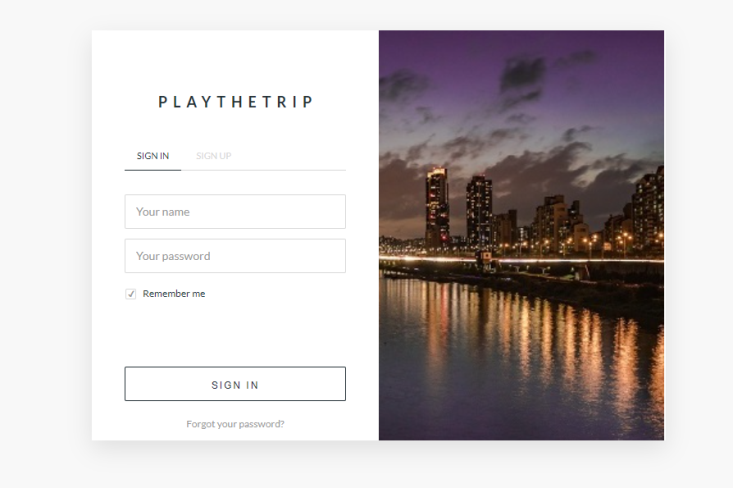 PLAYTHETRIP
SIGN IN SIGN UP
Your name
Your password
Remember me
SIGN IN
Forgot your password?